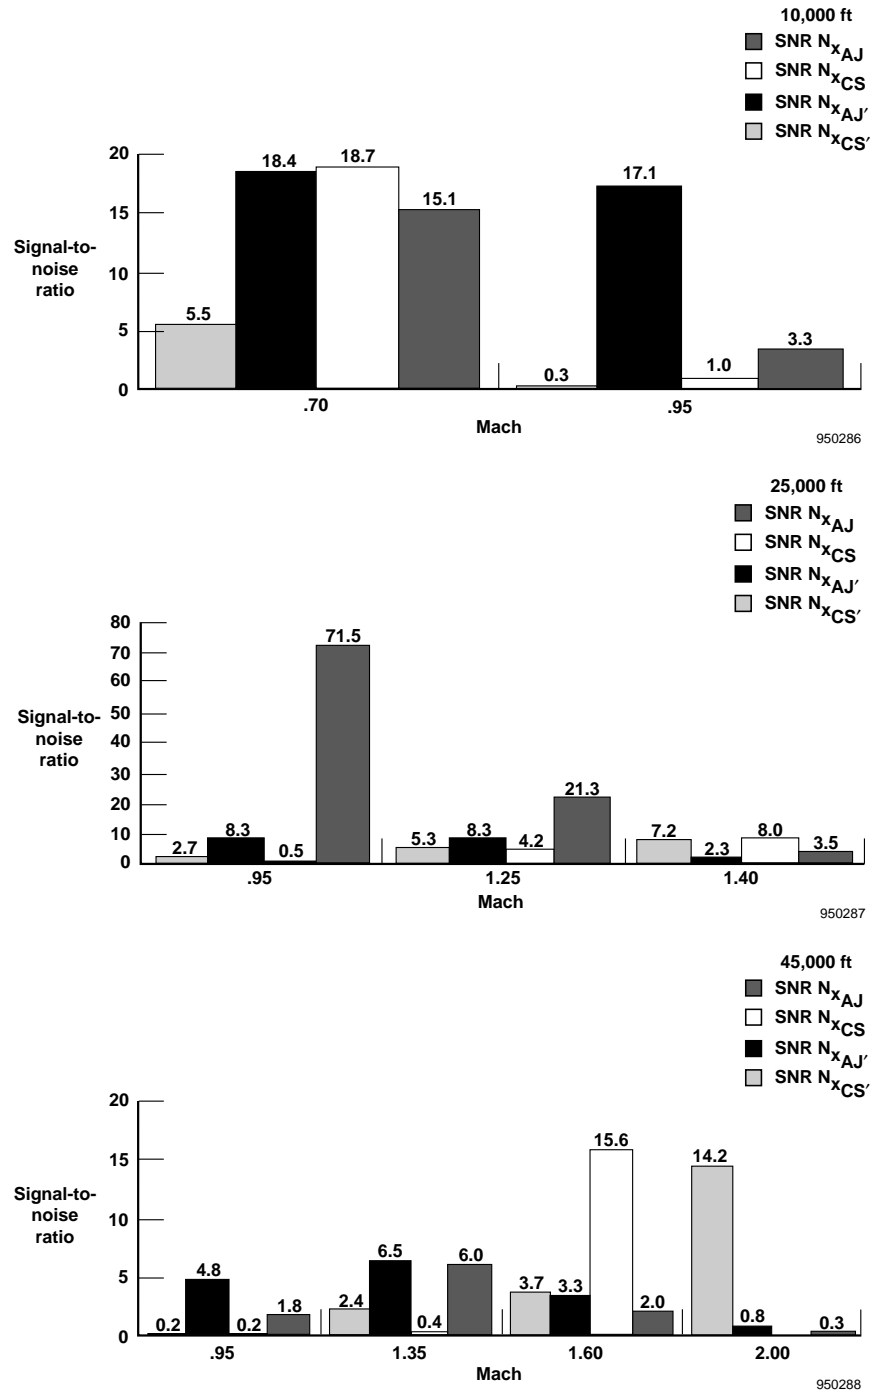 10,000 ft
SNR NxAJ
SNR NxCS
SNR NxAJ′
SNR NxCS′
20
15
10
5
0
Signal-to-
noise
ratio
5.5
18.4
18.7
15.1
0.3
17.1
1.0
3.3
.70
.95
Mach
950286
25,000 ft
SNR NxAJ
SNR NxCS
SNR NxAJ′
SNR NxCS′
80
70
60
50
40
30
20
10
0
Signal-to-
noise
ratio
2.7
8.3
0.5
71.5
5.3
8.3
4.2
21.3
7.2
2.3
8.0
3.5
.95
1.25
1.40
Mach
950287
45,000 ft
SNR NxAJ
SNR NxCS
SNR NxAJ′
SNR NxCS′
20
15
10
5
0
Signal-to-
noise
ratio
0.2
4.8
0.2
1.8
2.4
6.5
0.4
6.0
3.7
3.3
15.6
2.0
14.2
0.8
0.3
.95
1.35
1.60
2.00
Mach
950288